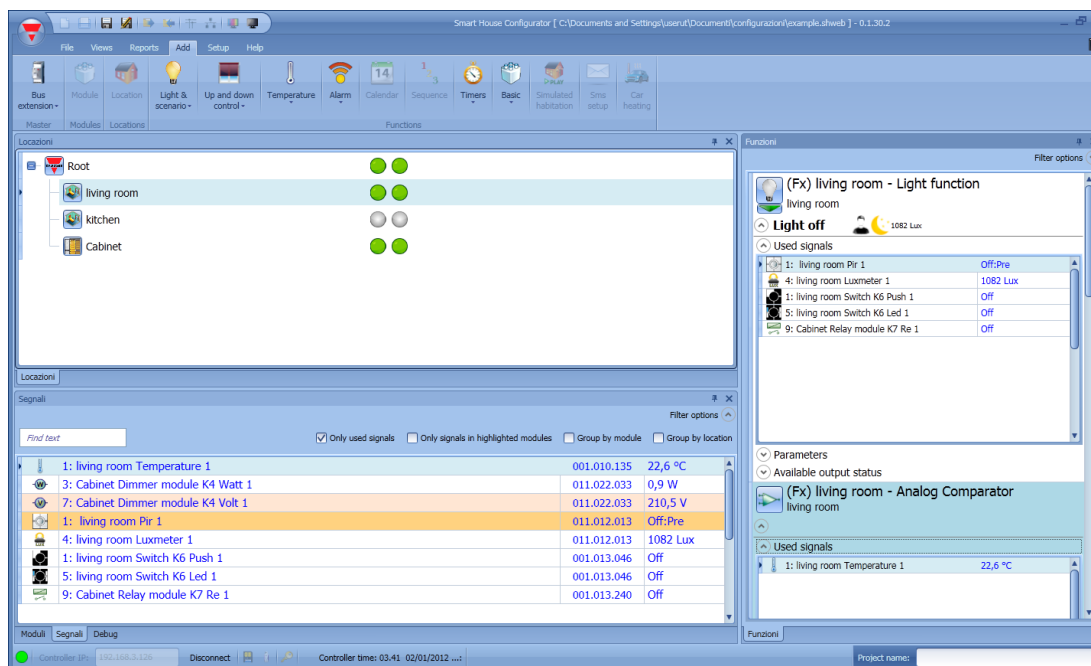 Smart House Configurator [ C:\Documents and Settings\userut\Documenti\configurazioni\example.shweb ] - 0.1.30.2
File Views Reports Add Setup Help
Bus extension Module Location Light & scenario Up and down control Temperature Alarm Calendar Sequence Timers Basic Simulated habitation Sms setup Car heating
Master Modules Locations Functions
Locazioni
Root
living room
kitchen
Cabinet
Locazioni
Segnali
Filter options
Find text Only used signals Only signals in highlighted modules Group by module Group by location
1: living room Temperature 1 001.010.135 22,6 ºC
3: Cabinet Dimmer module K4 Watt 1 011.022.033 0,9 W
7: Cabinet Dimmer module K4 Volt 1 011.022.033 210,5 V
1: living room Pir 1 011.012.013 Off:Pre
4: living room Luxmeter 1 011.012.013 1082 Lux
1: living room Switch K6 Push 1 001.013.046 Off
5: living room Switch K6 Led 1 001.013.046 Off
9: Cabinet Relay module K7 Re 1 001.013.240 Off
Moduli Segnali Debug
Funzioni
Filter options
(Fx) living room - Light function
living room
Light off 1082 Lux
Used signals
1: living room Pir 1 Off:Pre
4: living room Luxmeter 1 1082 Lux
1: living room Switch K6 Push 1 Off
5: living room Switch K6 Led 1 Off
9: Cabinet Relay module K7 Re 1 Off
Parameters
Available output status
(Fx) living room - Analog Comparator
living room
Used signals
1: living room Temperature 1 22,6 ºC
Funzioni
Controller IP: 192.168.3.126 Disconnect Controller time: 03.41 02/01/2012 ...: Project name: